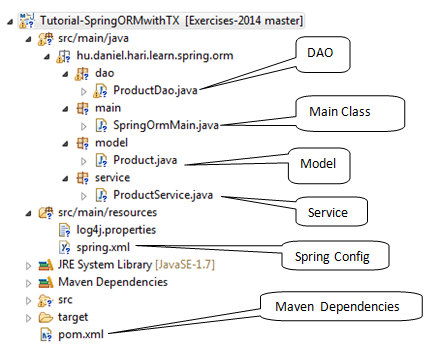 Tutorial-SpringORMwithTX [Exercises-2014 master]
src/main/java
hu.daniel.hari.learn.spring.orm
dao
DAO
ProductDao.java
main
Main Class
SpringOrmMain.java
model
Product.java
Model
service
ProductService.java
Service
src/main/resources
log4j.properties
spring.xml
Spring Config
JRE System Library [JavaSE-1.7]
Maven Dependencies
src
target
Maven Dependencies
pom.xml